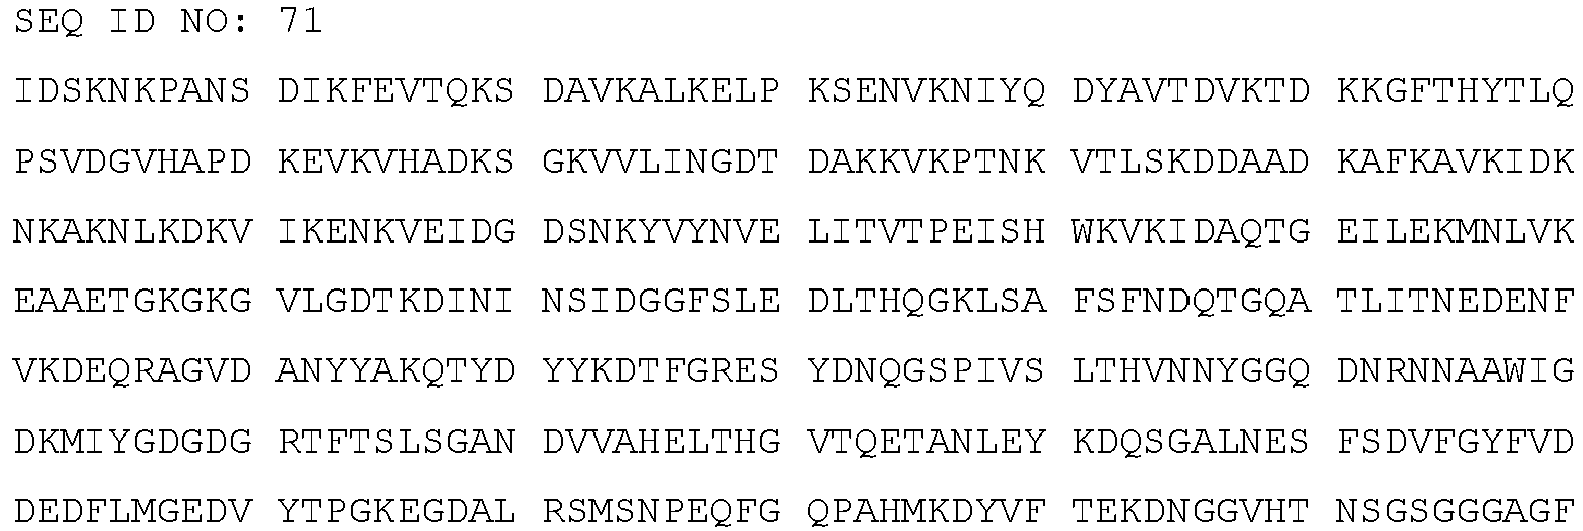 SEQ ID NO: 71
IDSKNKPANS DIKFEVTQKS DAVKALKELP KSENVKNIYQ DYAVTDVKTD KKGFTHYTLQ
PSVDGVHAPD KEVKVHADKS GKVVLINGDT DAKKVKPTNK VTLSKDDAAD KAFKAVKIDK
NKAKNLKDKV IKENKVEIDG DSNKYVYNVE LITVTPEISH WKVKIDAQTG EILEKMNLVK
EAAETGKGKG VLGDTKDINI NSIDGGFSLE DLTHQGKLSA FSFNDQTGQA TLITNEDENF
VKDEQRAGVD ANYYAKQTYD YYKDTFGRES YDNQGSPIVS LTHVNNYGGQ DNRNNAAWIG
DKMIYGDGDG RTFTSLSGAN DVVAHELTHG VTQETANLEY KDQSGALNES FSDVFGYFVD
DEDFLMGEDV YTPGKEGDAL RSMSNPEQFG QPAHMKDYVF TEKDNGGVHT NSGSGGGAGF